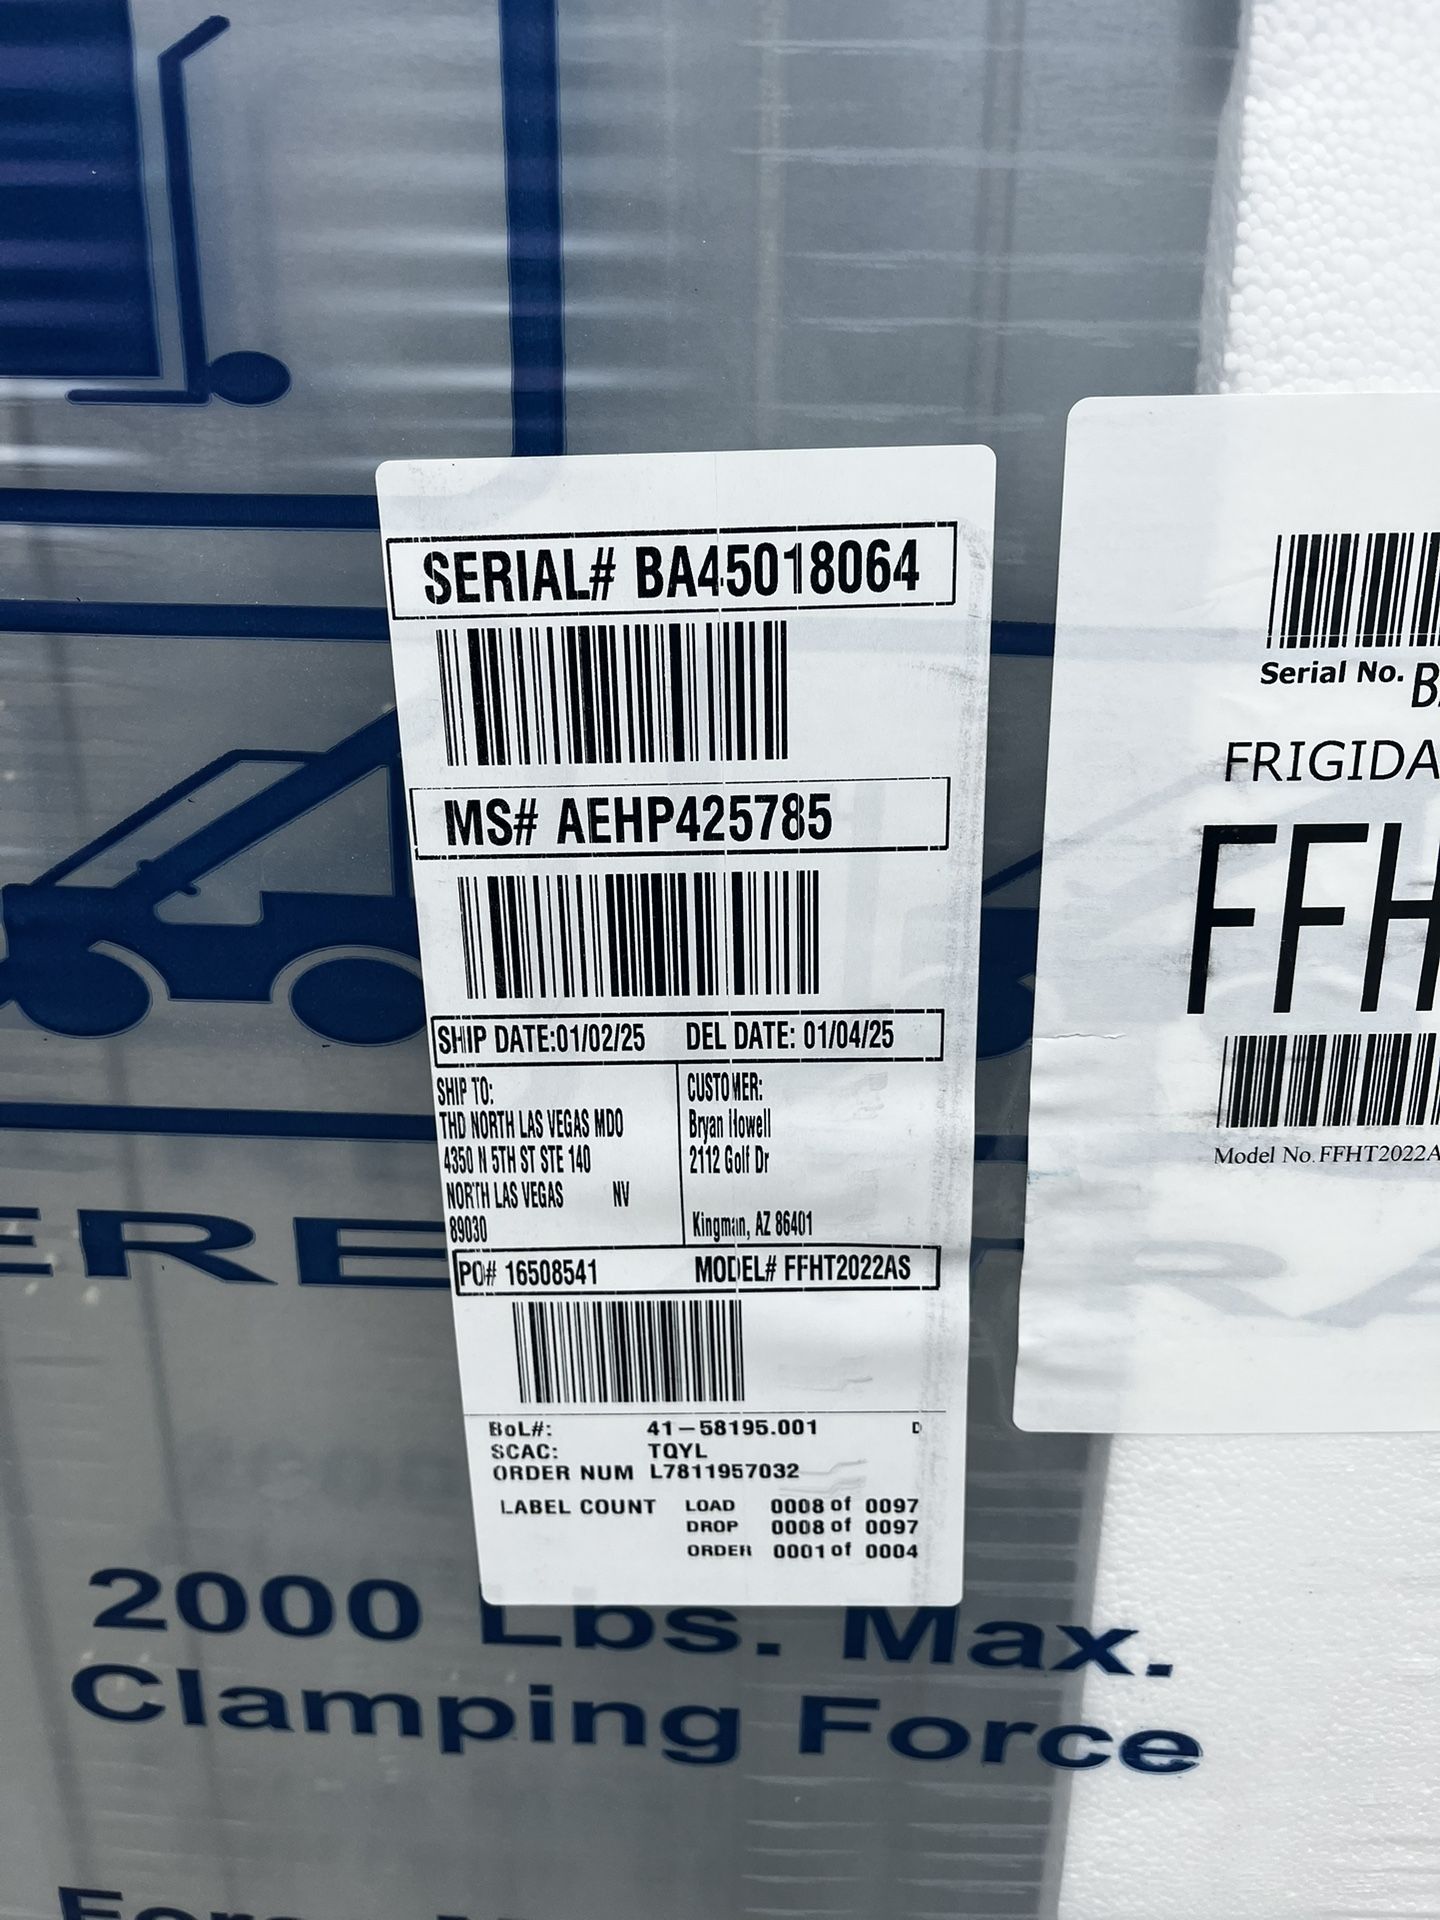 SERIAL# BA45018064
MS# AEHP425785
SHIP DATE:01/02/25 DEL DATE: 01/04/25
SHIP TO:
THD NORTH LAS VEGAS MDO
4350 N 5TH ST STE 140
NORTH LAS VEGAS NV
89030
CUSTOMER:
Bryan Howell
2112 Golf Dr
Kingman, AZ 86401
PO# 16508541 MODEL# FFHT2022AS
BoL#: 41-58195.001 D
SCAC: TQYL
ORDER NUM L7811957032
LABEL COUNT LOAD 0008 of 0097
DROP 0008 of 0097
ORDER 0001 of 0004
Serial No. B
FRIGIDA
FFH
Model No. FFHT2022A
ERE
2000 Lbs. Max.
Clamping Force